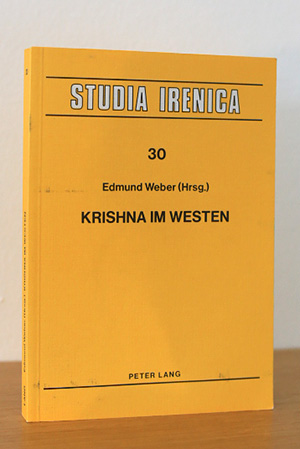 STUDIA IRENICA
30
Edmund Weber (Hrsg.)
KRISHNA IM WESTEN
PETER LANG